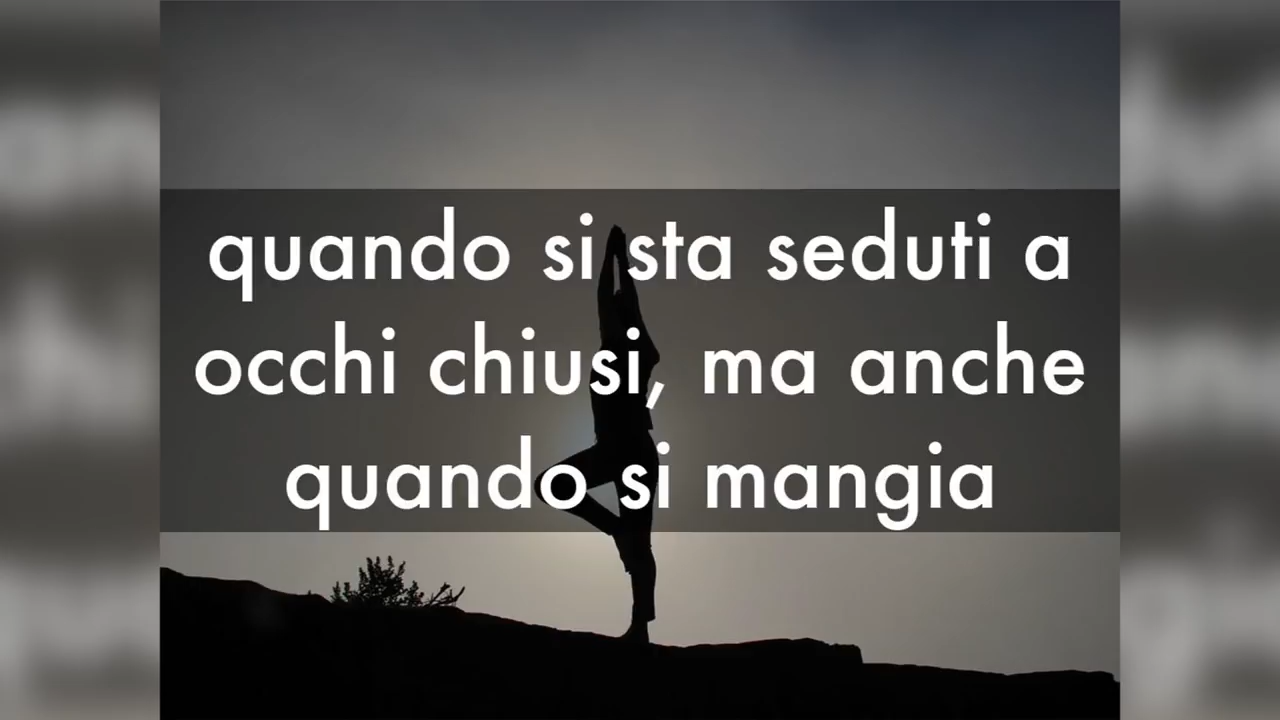 quando si sta seduti a
occhi chiusi, ma anche
quando si mangia